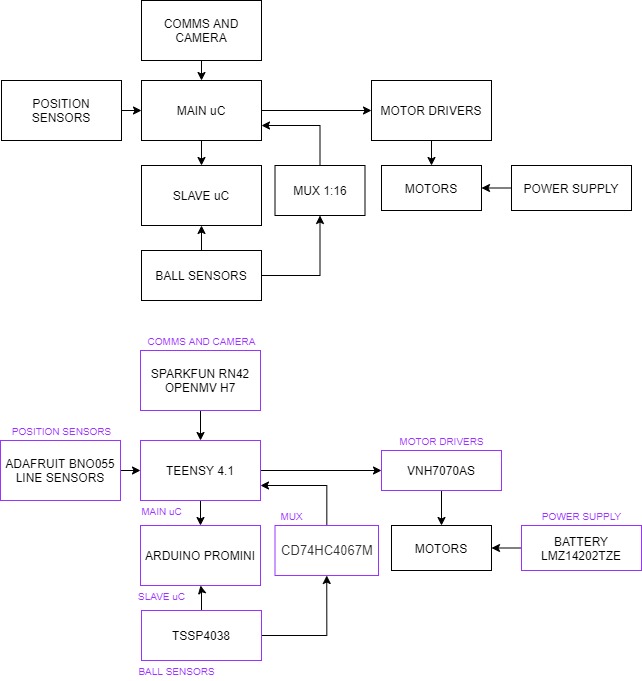 COMMS AND
CAMERA
POSITION
SENSORS
MAIN uC
MOTOR DRIVERS
SLAVE uC
MUX 1:16
MOTORS
POWER SUPPLY
BALL SENSORS
COMMS AND CAMERA
SPARKFUN RN42
OPENMV H7
POSITION SENSORS
ADAFRUIT BNO055
LINE SENSORS
TEENSY 4.1
MOTOR DRIVERS
VNH7070AS
MAIN uC
MUX
POWER SUPPLY
ARDUINO PROMINI
CD74HC4067M
MOTORS
BATTERY
LMZ14202TZE
SLAVE uC
TSSP4038
BALL SENSORS